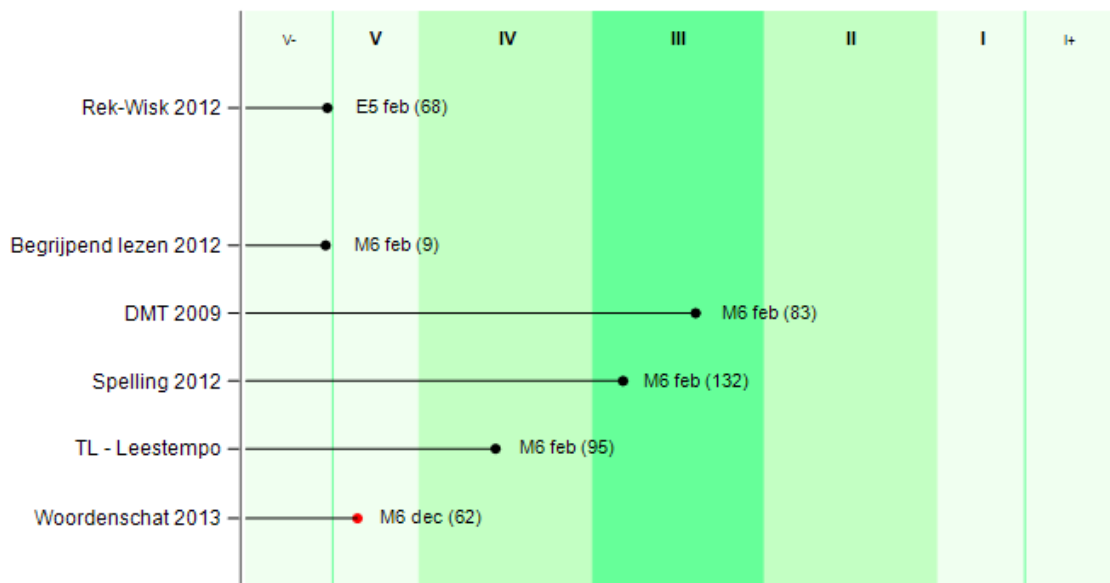 V- V IV III II I I+
Rek-Wisk 2012 E5 feb (68)
Begrijpend lezen 2012 M6 feb (9)
DMT 2009 M6 feb (83)
Spelling 2012 M6 feb (132)
TL - Leestempo M6 feb (95)
Woordenschat 2013 M6 dec (62)